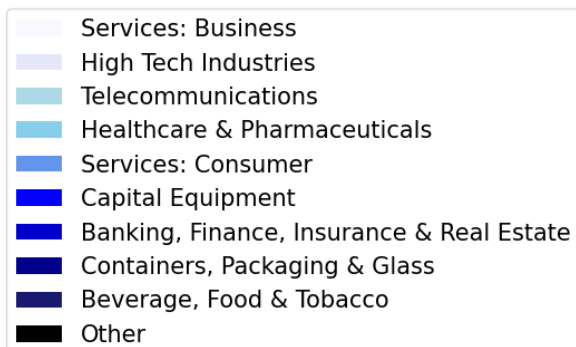 Services: Business
High Tech Industries
Telecommunications
Healthcare & Pharmaceuticals
Services: Consumer
Capital Equipment
Banking, Finance, Insurance & Real Estate
Containers, Packaging & Glass
Beverage, Food & Tobacco
Other